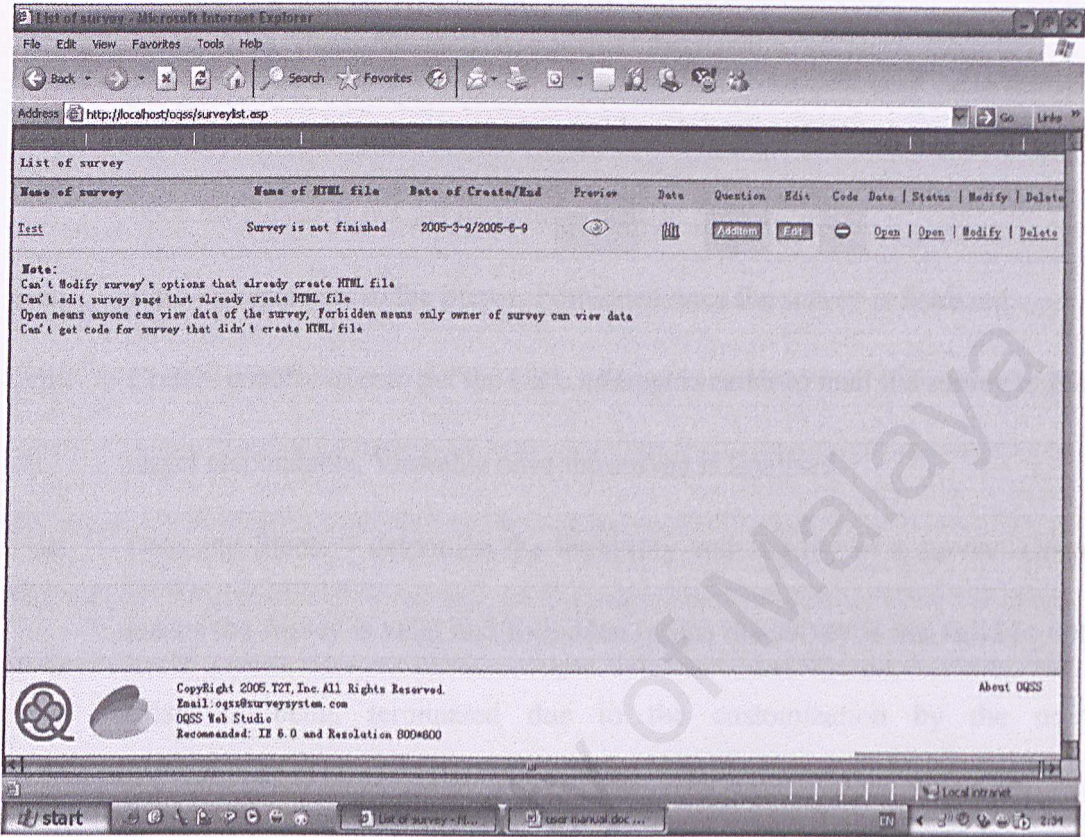 List of survey - Microsoft Internet Explorer
File Edit View Favorites Tools Help
Back Search Favorites
Address http://localhost/oqss/surveylist.asp Go Links »
List of survey
Name of survey Name of HTML file Date of Create/End Preview Data Question Edit Code Data | Status | Modify | Delete
Test Survey is not finished 2005-3-9/2005-6-9 AddItem Edit Open | Open | Modify | Delete
Note:
Can't Modify survey's options that already create HTML file
Can't edit survey page that already create HTML file
Open means anyone can view data of the survey, Forbidden means only owner of survey can view data
Can't get code for survey that didn't create HTML file
CopyRight 2005. T2T, Inc. All Rights Reserved. About OQSS
Email:oqss@surveysystem.com
OQSS Web Studio
Recommanded: IE 6.0 and Resolution 800*600
Local intranet
start List of survey - M... user manual.doc ... EN 2:34
of Malaya